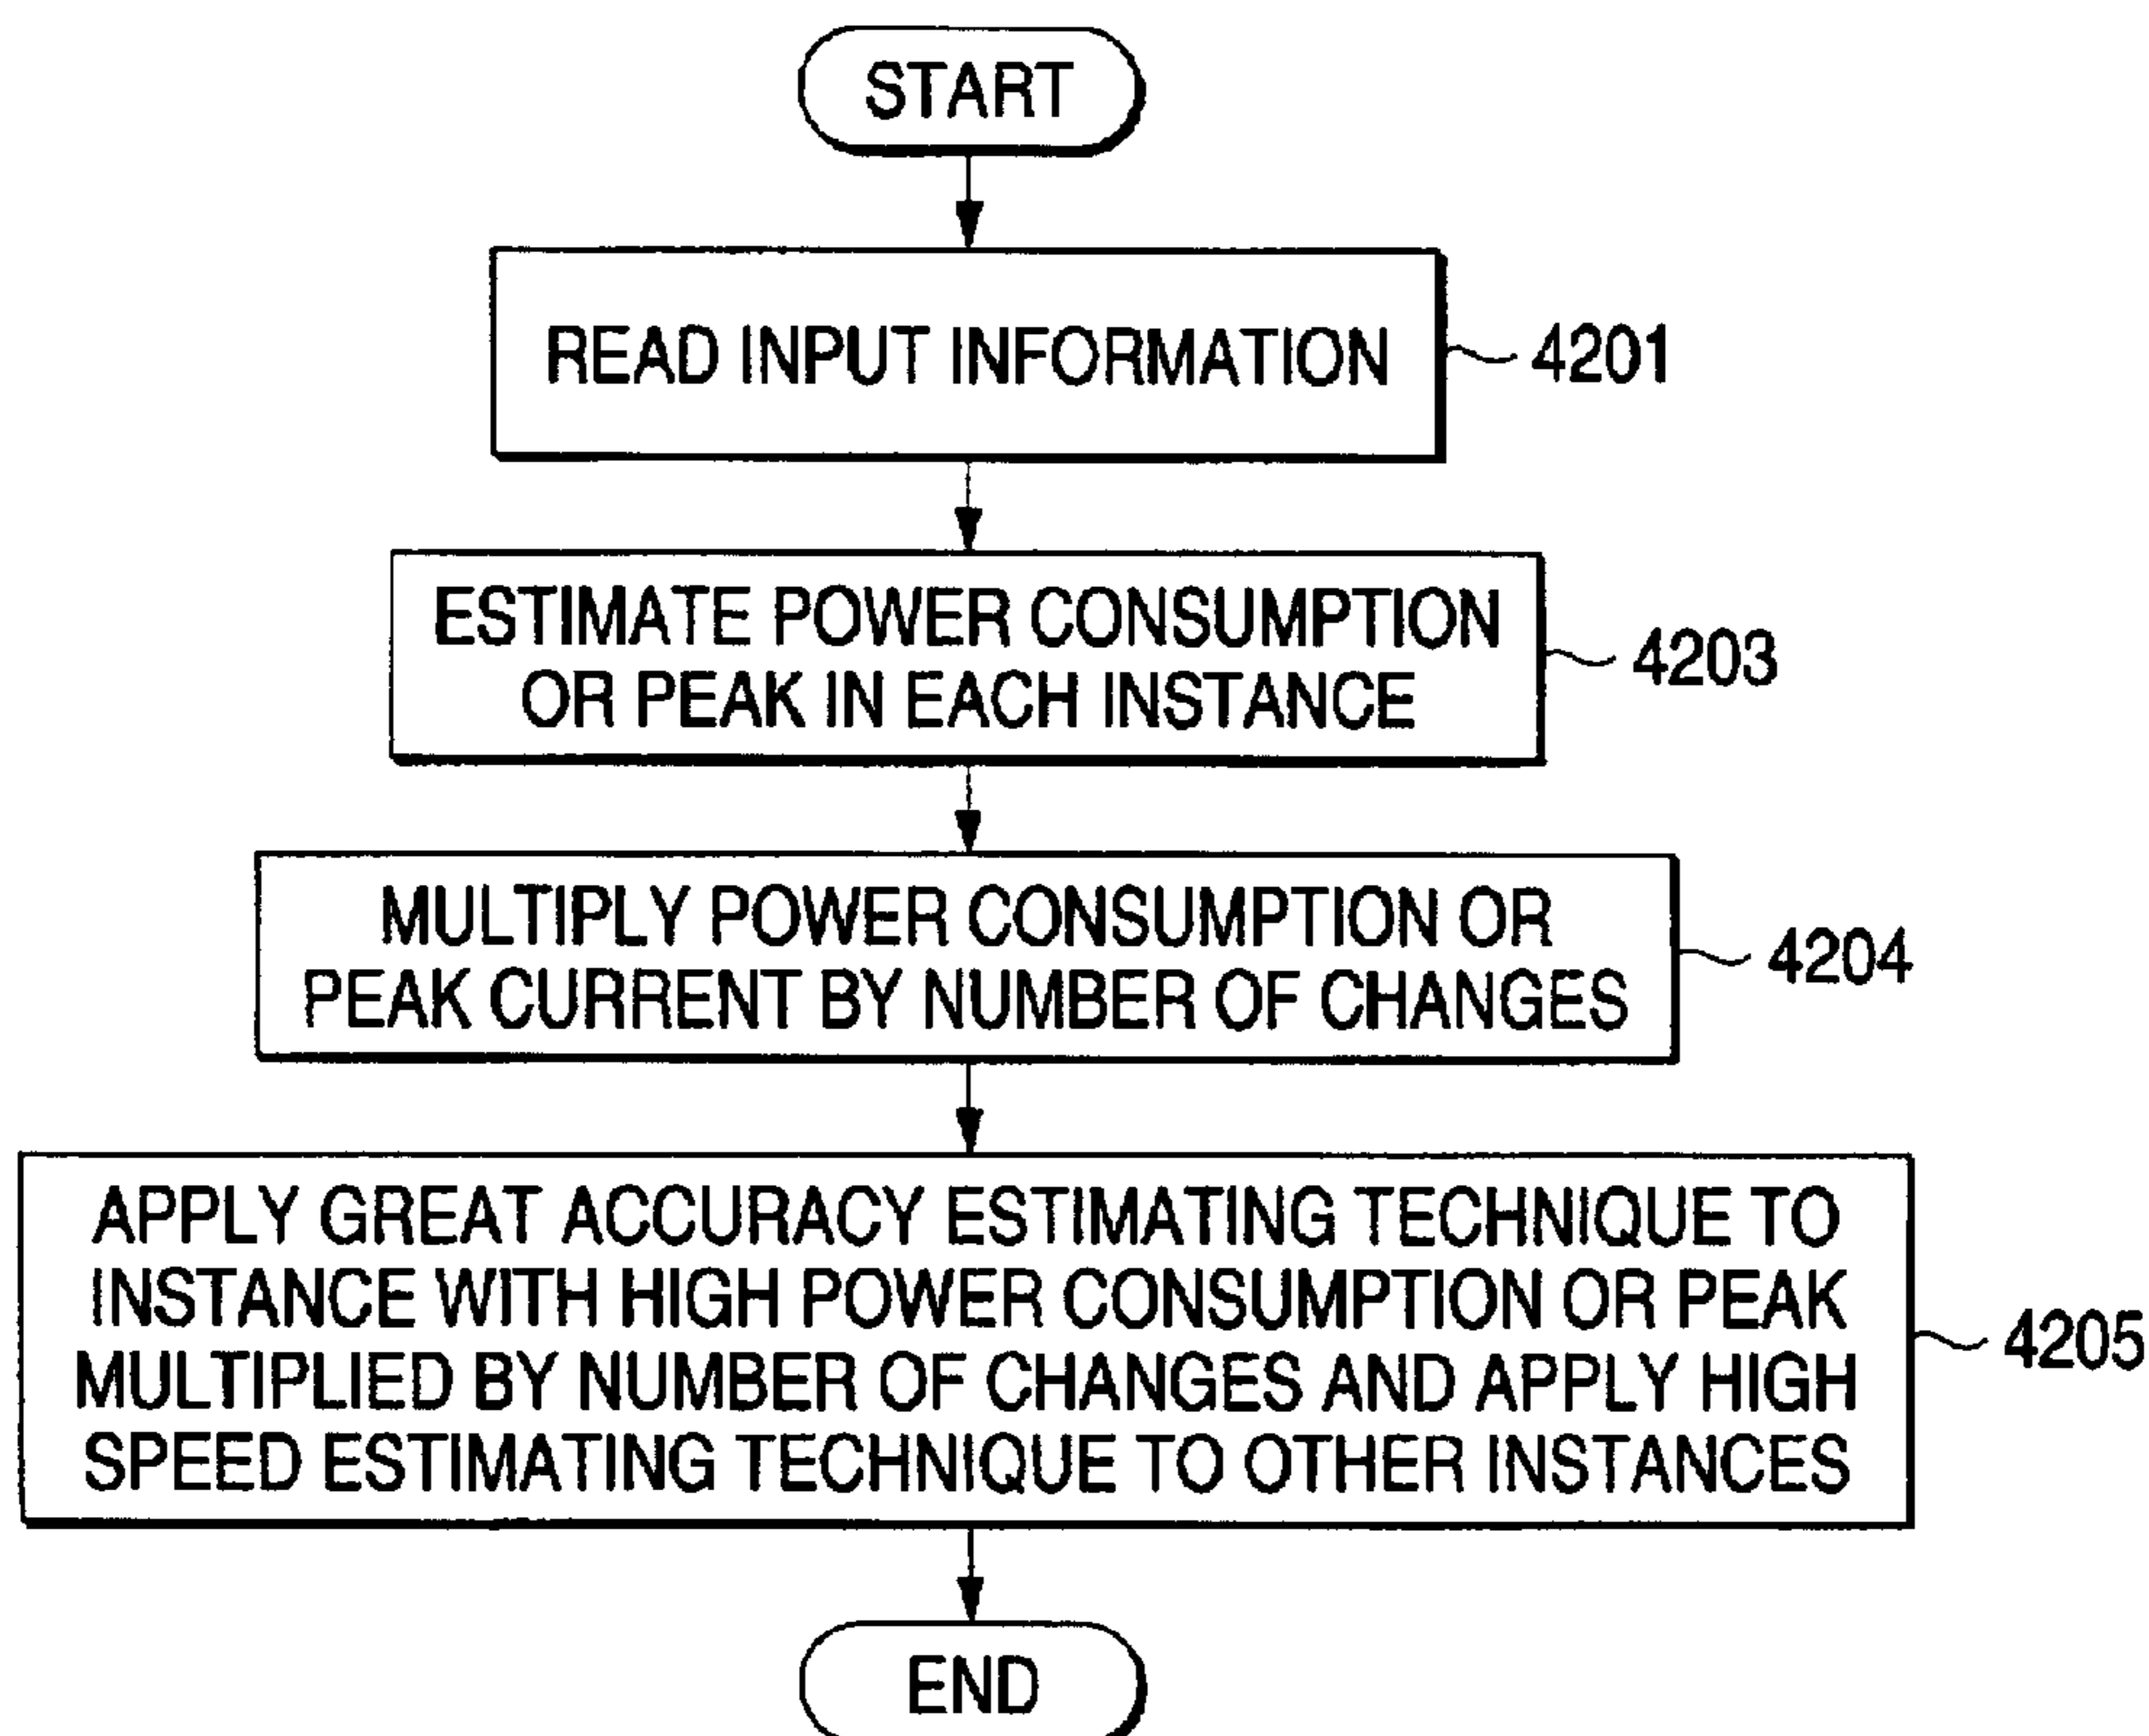 START
READ INPUT INFORMATION
4201
ESTIMATE POWER CONSUMPTION
OR PEAK IN EACH INSTANCE
4203
MULTIPLY POWER CONSUMPTION OR
PEAK CURRENT BY NUMBER OF CHANGES
4204
APPLY GREAT ACCURACY ESTIMATING TECHNIQUE TO
INSTANCE WITH HIGH POWER CONSUMPTION OR PEAK
MULTIPLIED BY NUMBER OF CHANGES AND APPLY HIGH
SPEED ESTIMATING TECHNIQUE TO OTHER INSTANCES
4205
END